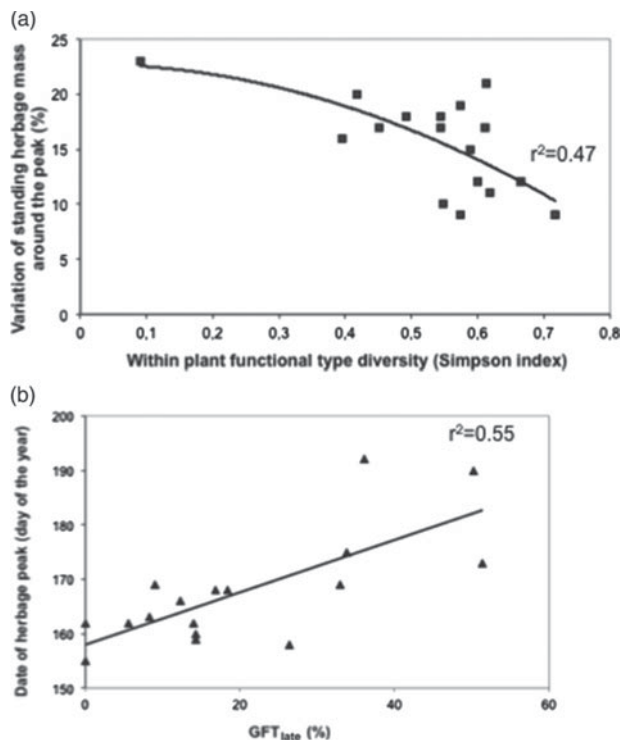 (a)
Variation of standing herbage mass
around the peak (%)
25
20
15
10
5
0
r²=0.47
0 0,1 0,2 0,3 0,4 0,5 0,6 0,7 0,8
Within plant functional type diversity (Simpson index)
(b)
Date of herbage peak (day of the year)
200
190
180
170
160
150
r²=0.55
0 20 40 60
GFTlate (%)